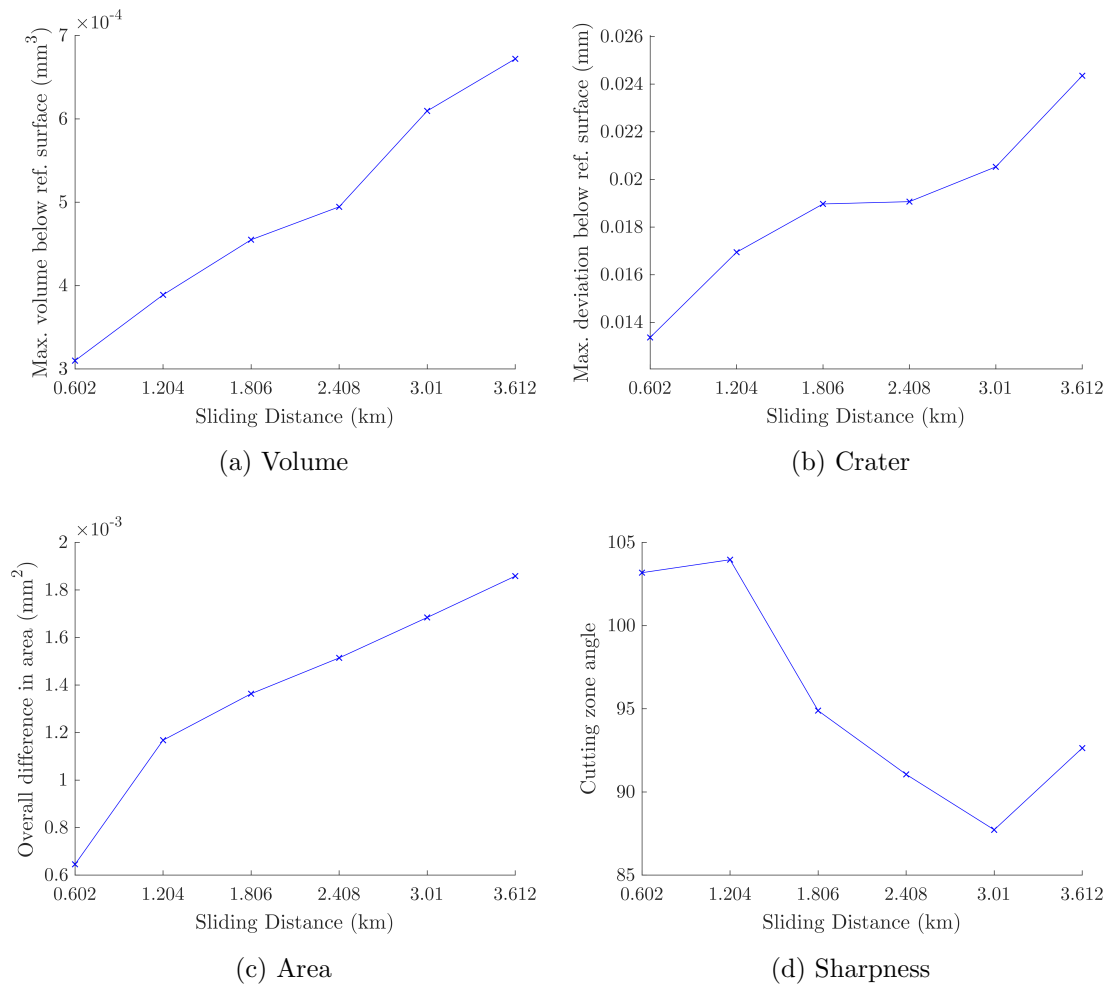 ×10⁻⁴
7
6
5
4
3
Max. volume below ref. surface (mm³)
0.602 1.204 1.806 2.408 3.01 3.612
Sliding Distance (km)
(a) Volume
0.026
0.024
0.022
0.02
0.018
0.016
0.014
Max. deviation below ref. surface (mm)
0.602 1.204 1.806 2.408 3.01 3.612
Sliding Distance (km)
(b) Crater
×10⁻³
2
1.8
1.6
1.4
1.2
1
0.8
0.6
Overall difference in area (mm²)
0.602 1.204 1.806 2.408 3.01 3.612
Sliding Distance (km)
(c) Area
105
100
95
90
85
Cutting zone angle
0.602 1.204 1.806 2.408 3.01 3.612
Sliding Distance (km)
(d) Sharpness